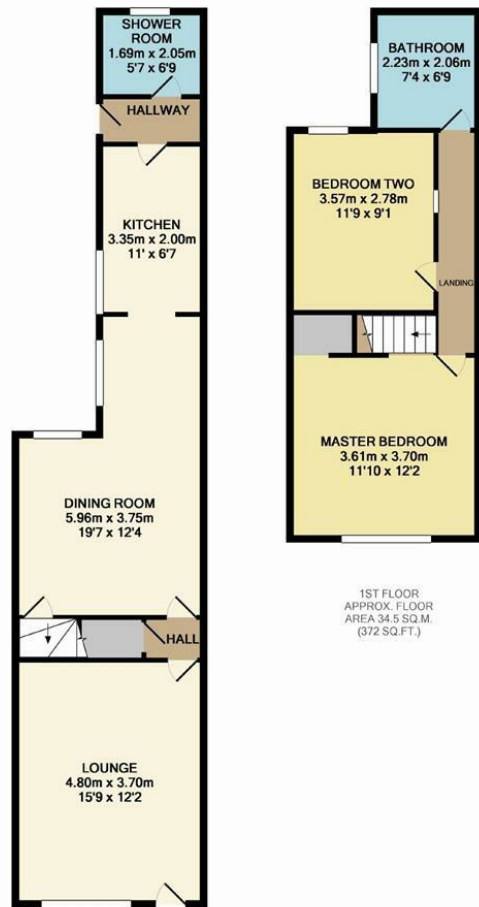 SHOWER
ROOM
1.69m x 2.05m
5'7 x 6'9
HALLWAY
KITCHEN
3.35m x 2.00m
11' x 6'7
DINING ROOM
5.96m x 3.75m
19'7 x 12'4
HALL
LOUNGE
4.80m x 3.70m
15'9 x 12'2
BATHROOM
2.23m x 2.06m
7'4 x 6'9
BEDROOM TWO
3.57m x 2.78m
11'9 x 9'1
LANDING
MASTER BEDROOM
3.61m x 3.70m
11'10 x 12'2
1ST FLOOR
APPROX. FLOOR
AREA 34.5 SQ.M.
(372 SQ.FT.)